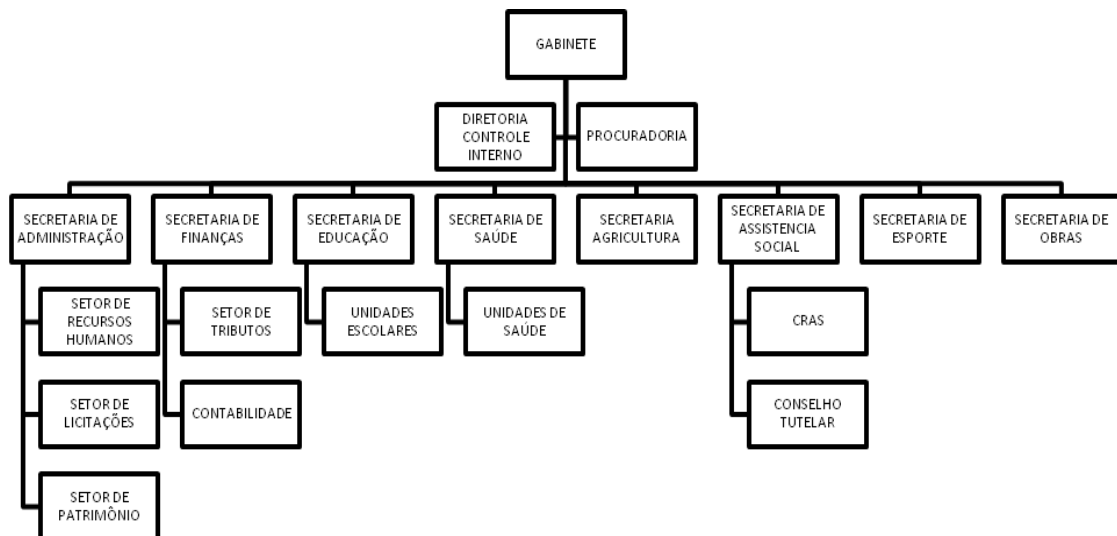 GABINETE
DIRETORIA
CONTROLE
INTERNO
PROCURADORIA
SECRETARIA DE
ADMINISTRAÇÃO
SECRETARIA DE
FINANÇAS
SECRETARIA DE
EDUCAÇÃO
SECRETARIA DE
SAÚDE
SECRETARIA
AGRICULTURA
SECRETARIA DE
ASSISTENCIA
SOCIAL
SECRETARIA DE
ESPORTE
SECRETARIA DE
OBRAS
SETOR DE
RECURSOS
HUMANOS
SETOR DE
TRIBUTOS
UNIDADES
ESCOLARES
UNIDADES DE
SAÚDE
CRAS
SETOR DE
LICITAÇÕES
CONTABILIDADE
CONSELHO
TUTELAR
SETOR DE
PATRIMÔNIO